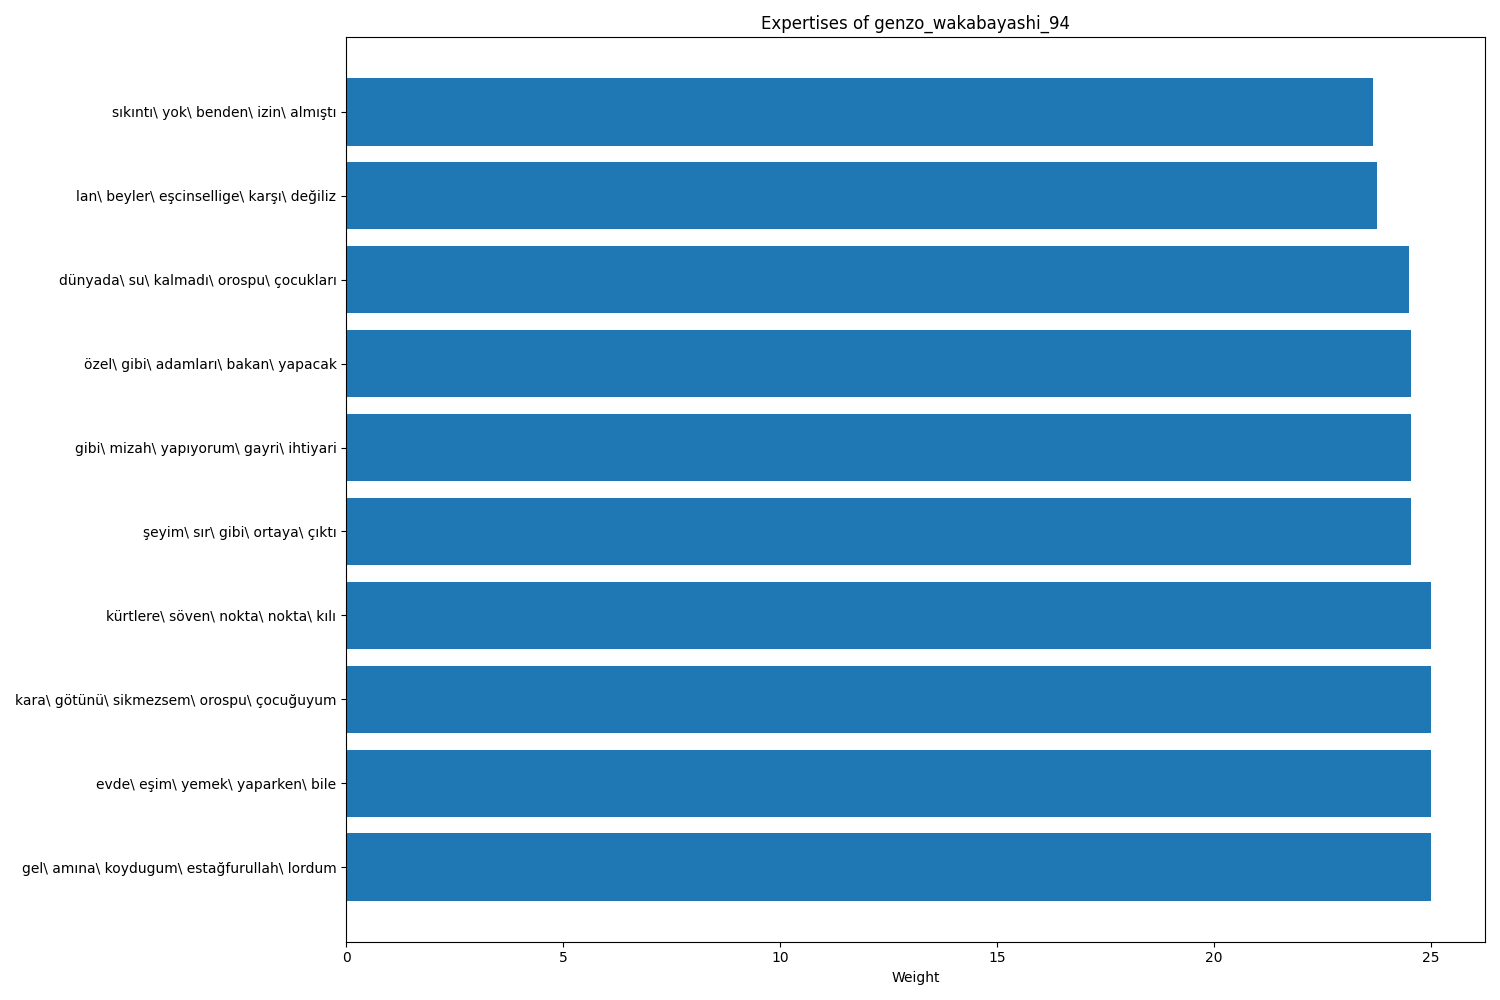 Expertises of genzo_wakabayashi_94
sıkıntı\ yok\ benden\ izin\ almıştı
lan\ beyler\ eşcinsellige\ karşı\ değiliz
dünyada\ su\ kalmadı\ orospu\ çocukları
özel\ gibi\ adamları\ bakan\ yapacak
gibi\ mizah\ yapıyorum\ gayri\ ihtiyari
şeyim\ sır\ gibi\ ortaya\ çıktı
kürtlere\ söven\ nokta\ nokta\ kılı
kara\ götünü\ sikmezsem\ orospu\ çocuğuyum
evde\ eşim\ yemek\ yaparken\ bile
gel\ amına\ koydugum\ estağfurullah\ lordum
0 5 10 15 20 25
Weight